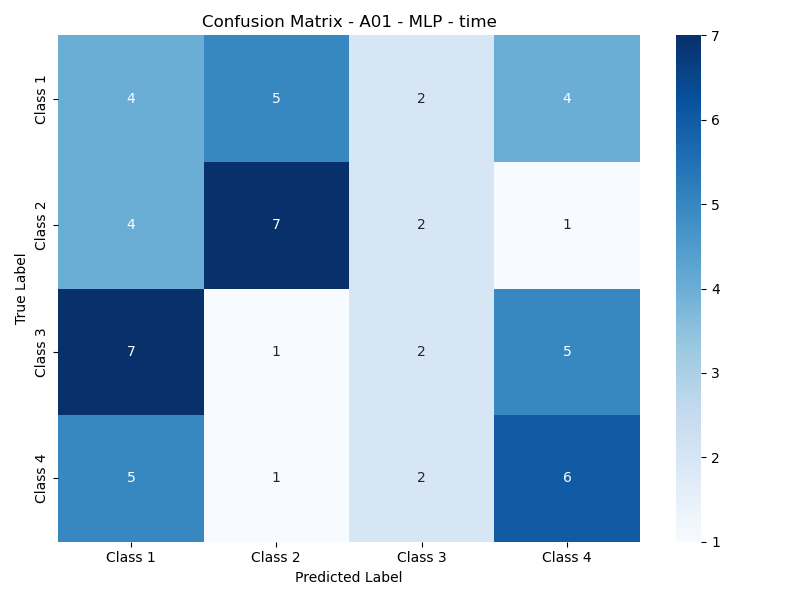 Confusion Matrix - A01 - MLP - time
Class 1
4 5 2 4
Class 2
4 7 2 1
Class 3
7 1 2 5
Class 4
5 1 2 6
True Label
Class 1 Class 2 Class 3 Class 4
Predicted Label
7
6
5
4
3
2
1